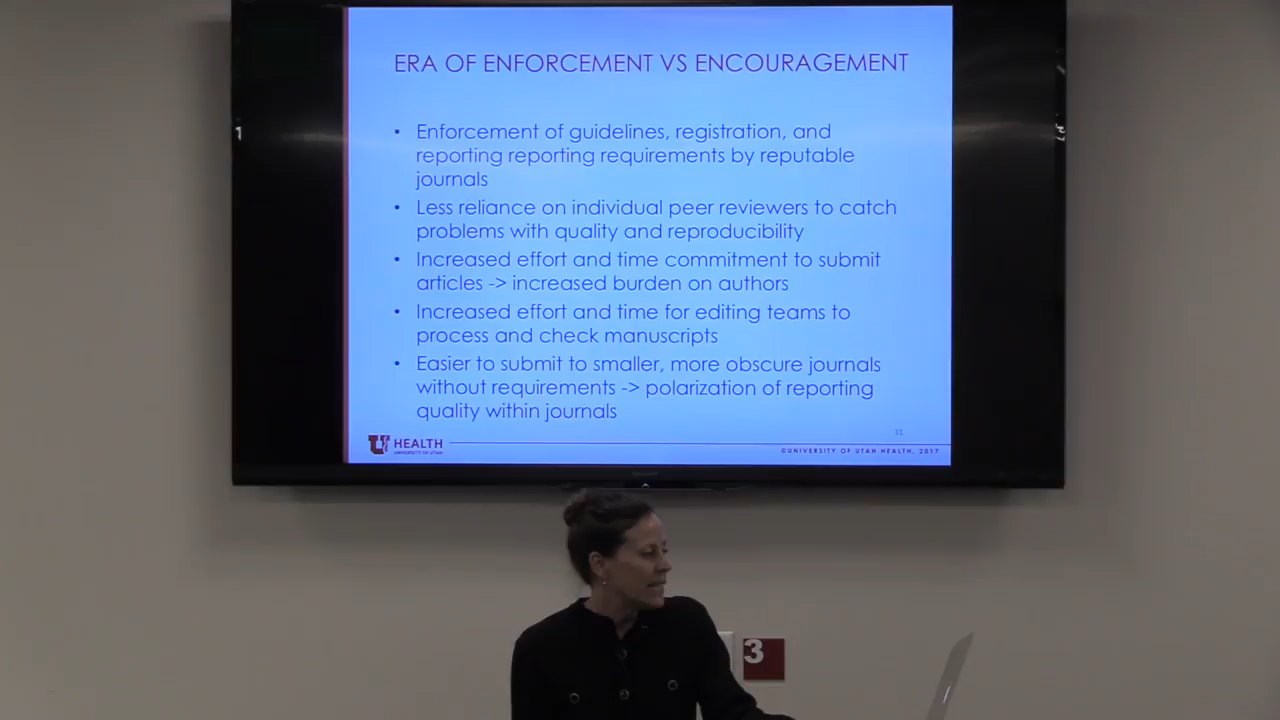 ERA OF ENFORCEMENT VS ENCOURAGEMENT
• Enforcement of guidelines, registration, and
reporting reporting requirements by reputable
journals
• Less reliance on individual peer reviewers to catch
problems with quality and reproducibility
• Increased effort and time commitment to submit
articles -> increased burden on authors
• Increased effort and time for editing teams to
process and check manuscripts
• Easier to submit to smaller, more obscure journals
without requirements -> polarization of reporting
quality within journals
31
U HEALTH
UNIVERSITY OF UTAH
©UNIVERSITY OF UTAH HEALTH, 2017
3